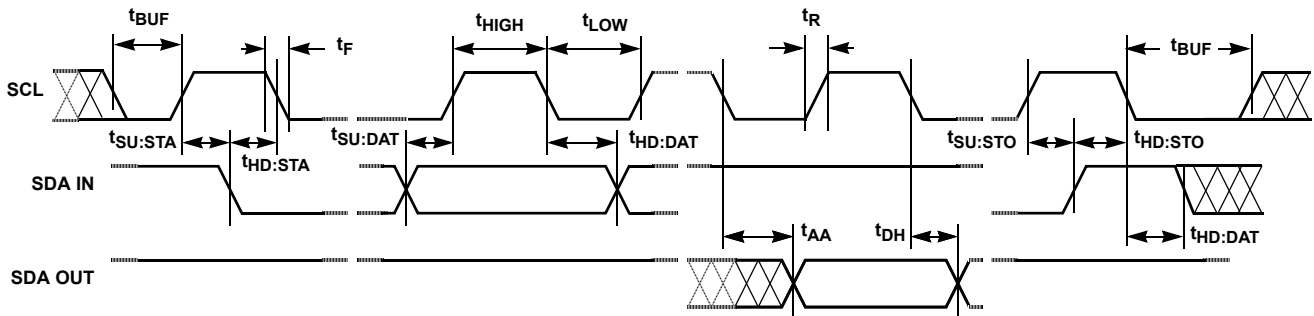 tBUF
tHIGH
tLOW
tR
tF
tBUF
SCL
tSU:STA
tHD:STA
tSU:DAT
tHD:DAT
tSU:STO
tHD:STO
SDA IN
tAA
tDH
tHD:DAT
SDA OUT